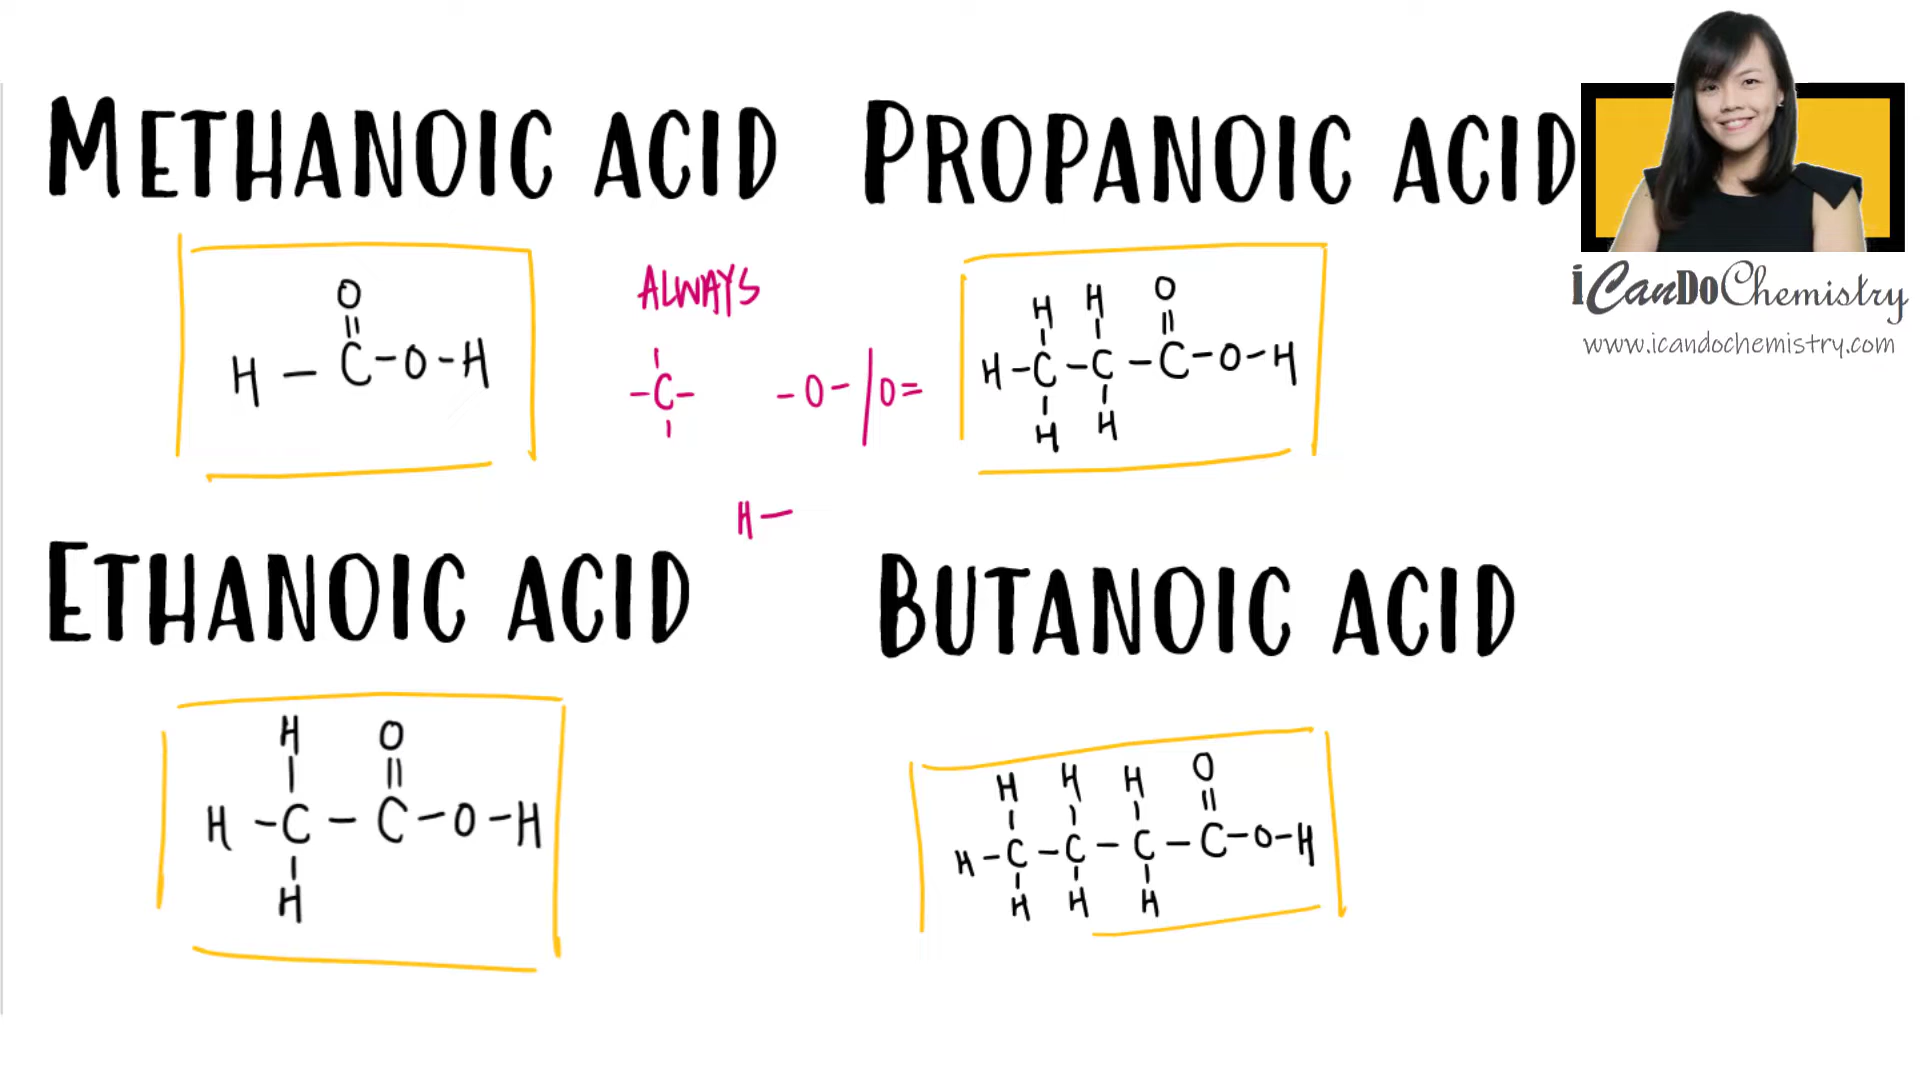 METHANOIC ACID
O
||
H – C – O – H
ALWAYS
|
– C –   – O – / O =
|
H –
PROPANOIC ACID
H H O
| | ||
H – C – C – C – O – H
| |
H H
iCanDoChemistry
www.icandochemistry.com
ETHANOIC ACID
H O
| ||
H – C – C – O – H
|
H
BUTANOIC ACID
H H H O
| | | ||
H – C – C – C – C – O – H
| | |
H H H